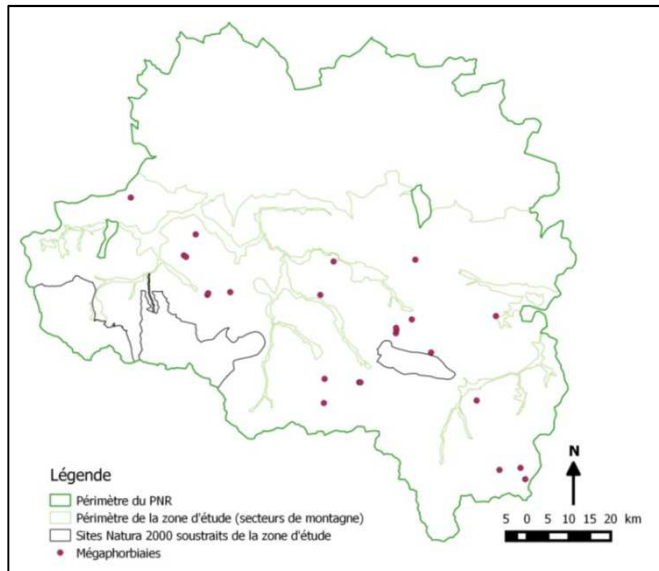 Légende
Périmètre du PNR
Périmètre de la zone d'étude (secteurs de montagne)
Sites Natura 2000 soustraits de la zone d'étude
Mégaphorbiaies
N
5 0 5 10 15 20 km